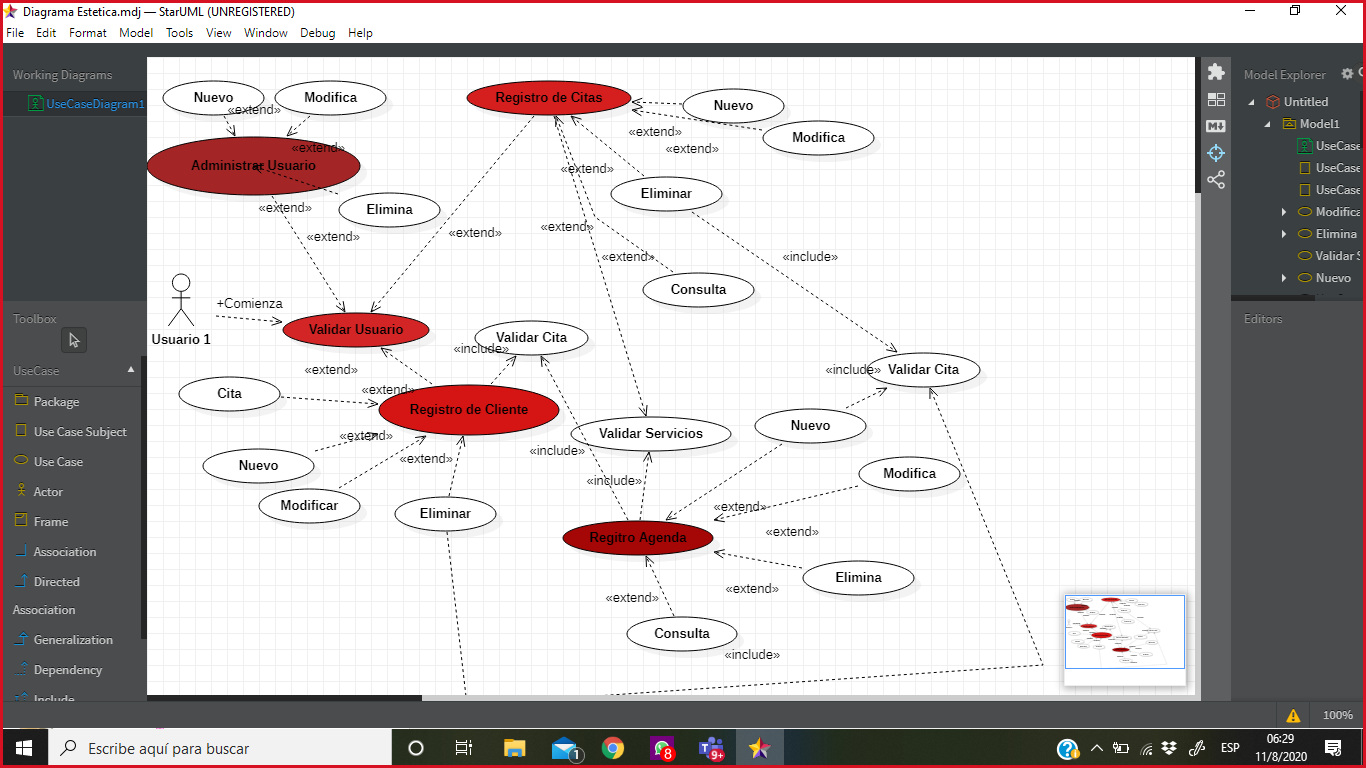 Diagrama Estetica.mdj — StarUML (UNREGISTERED)
File Edit Format Model Tools View Window Debug Help
Working Diagrams
UseCaseDiagram1
Toolbox
UseCase
Package
Use Case Subject
Use Case
Actor
Frame
Association
Directed
Association
Generalization
Dependency
Include
Nuevo
Modifica
«extend»
«extend»
Administrar Usuario
Elimina
«extend»
«extend»
+Comienza
Usuario 1
Validar Usuario
Registro de Citas
Nuevo
Modifica
«extend»
«extend»
«extend»
Eliminar
«extend»
«extend»
«extend»
«include»
Consulta
Validar Cita
«include»
«extend»
«extend»
Cita
Registro de Cliente
«extend»
«extend»
Nuevo
Modificar
Eliminar
Validar Cita
«include»
Nuevo
Validar Servicios
«include»
«include»
Modifica
«extend»
«extend»
Regitro Agenda
Elimina
«extend»
«extend»
Consulta
«include»
M
Model Explorer
Untitled
Model1
UseCase
UseCase
UseCase
Modifica
Elimina
Validar S
Nuevo
Editors
100%
Escribe aquí para buscar
1
8
9+
ESP
06:29
11/8/2020